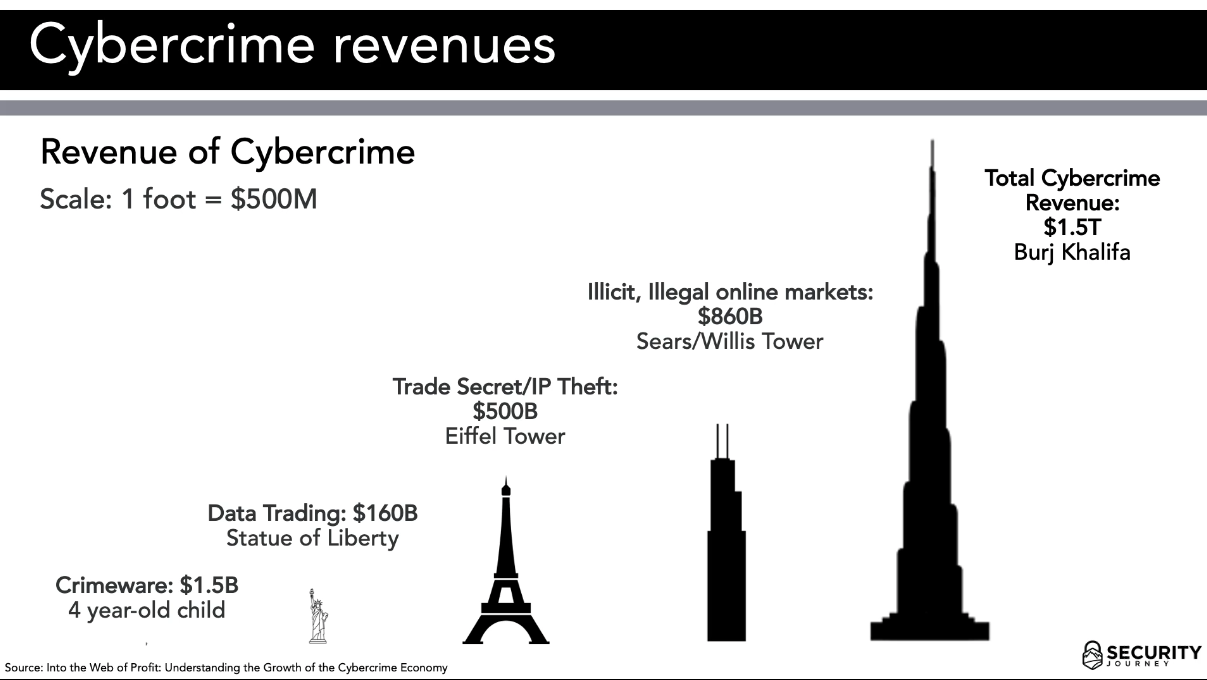 Cybercrime revenues
Revenue of Cybercrime
Scale: 1 foot = $500M
Total Cybercrime
Revenue:
$1.5T
Burj Khalifa
Illicit, Illegal online markets:
$860B
Sears/Willis Tower
Trade Secret/IP Theft:
$500B
Eiffel Tower
Data Trading: $160B
Statue of Liberty
Crimeware: $1.5B
4 year-old child
Source: Into the Web of Profit: Understanding the Growth of the Cybercrime Economy
SECURITY
JOURNEY